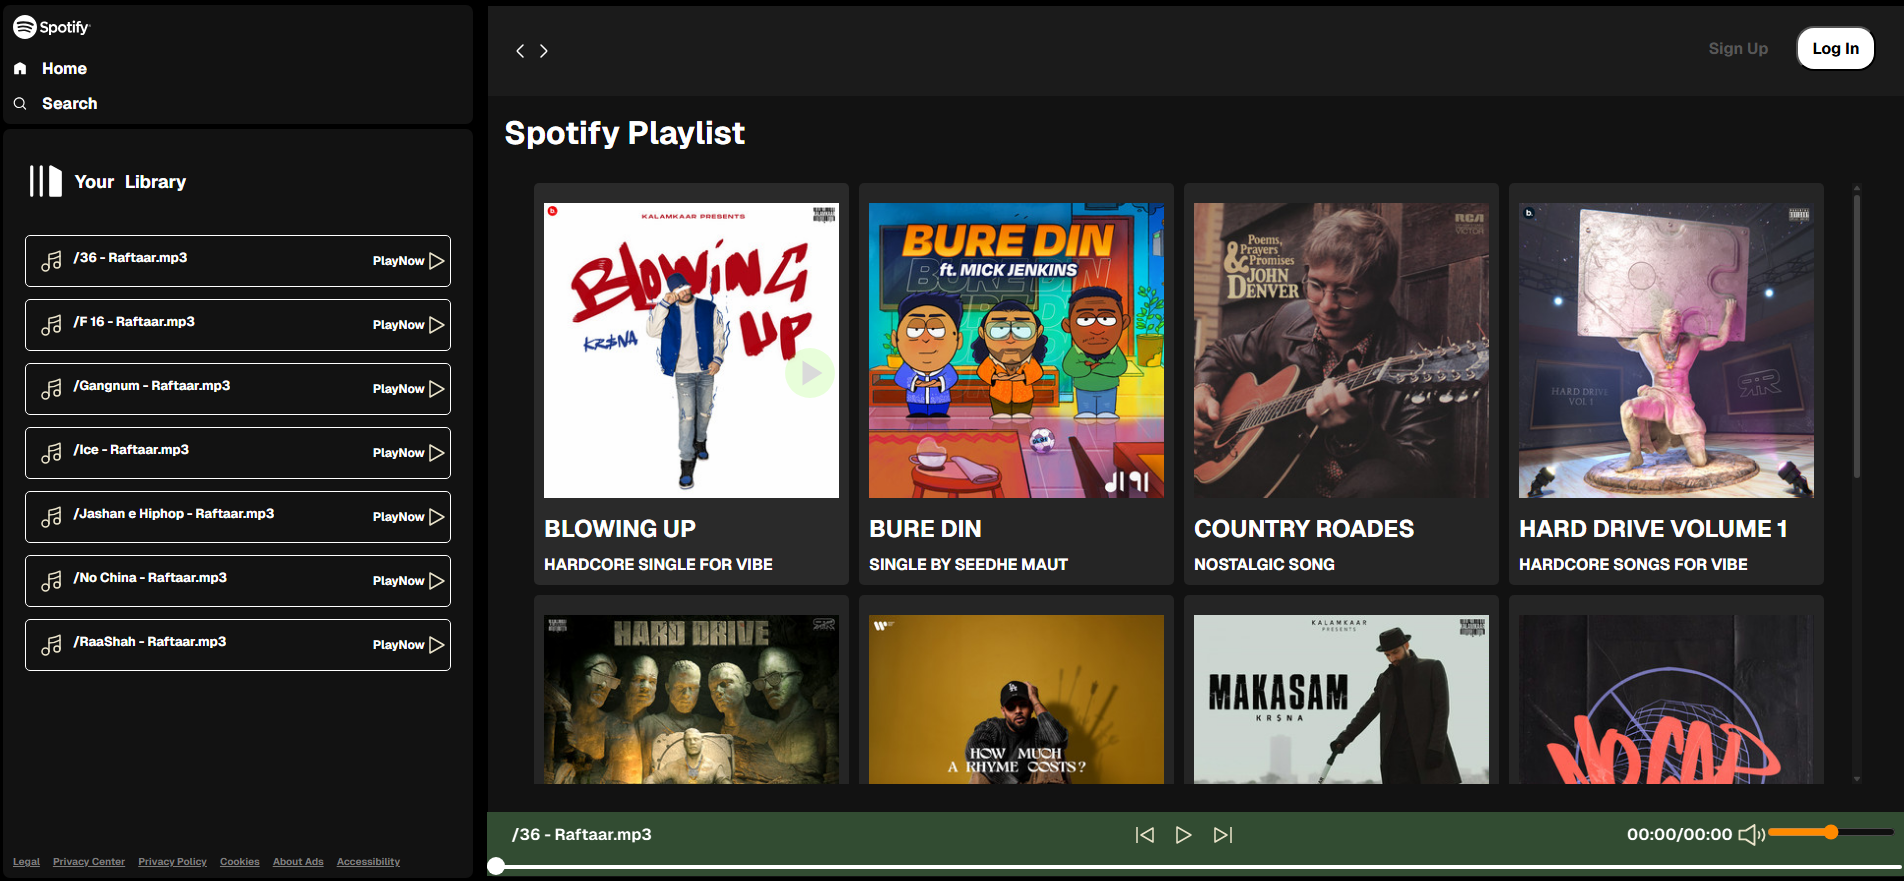 Spotify
Home
Search
Your Library
/36 - Raftaar.mp3
PlayNow
/F 16 - Raftaar.mp3
PlayNow
/Gangnum - Raftaar.mp3
PlayNow
/Ice - Raftaar.mp3
PlayNow
/Jashan e Hiphop - Raftaar.mp3
PlayNow
/No China - Raftaar.mp3
PlayNow
/RaaShah - Raftaar.mp3
PlayNow
Legal Privacy Center Privacy Policy Cookies About Ads Accessibility
Sign Up
Log In
Spotify Playlist
b.
KALAMKAAR PRESENTS
BLOWING
UP
KR$NA
BLOWING UP
HARDCORE SINGLE FOR VIBE
BURE DIN
ft. MICK JENKINS
BURE DIN
BURE DIN
SINGLE BY SEEDHE MAUT
RCA
VICTOR
Poems,
Prayers
& Promises
JOHN
DENVER
COUNTRY ROADES
NOSTALGIC SONG
b.
HARD DRIVE
VOL 1
HARD DRIVE VOLUME 1
HARDCORE SONGS FOR VIBE
HARD DRIVE
HOW MUCH
A RHYME COSTS?
KALAMKAAR
PRESENTS
MAKASAM
KR$NA
NO CAP
/36 - Raftaar.mp3
00:00/00:00